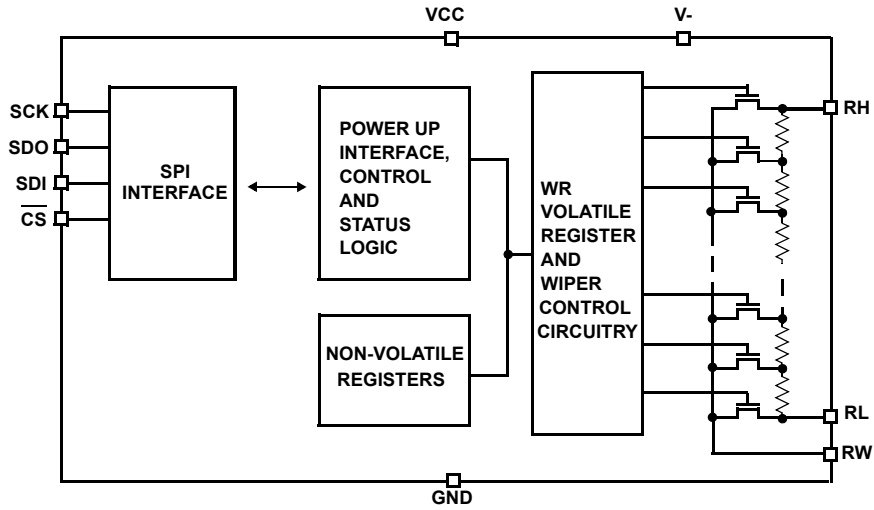 VCC
V-
SCK
SDO
SDI
CS
SPI
INTERFACE
POWER UP
INTERFACE,
CONTROL
AND
STATUS
LOGIC
NON-VOLATILE
REGISTERS
WR
VOLATILE
REGISTER
AND
WIPER
CONTROL
CIRCUITRY
RH
RL
RW
GND